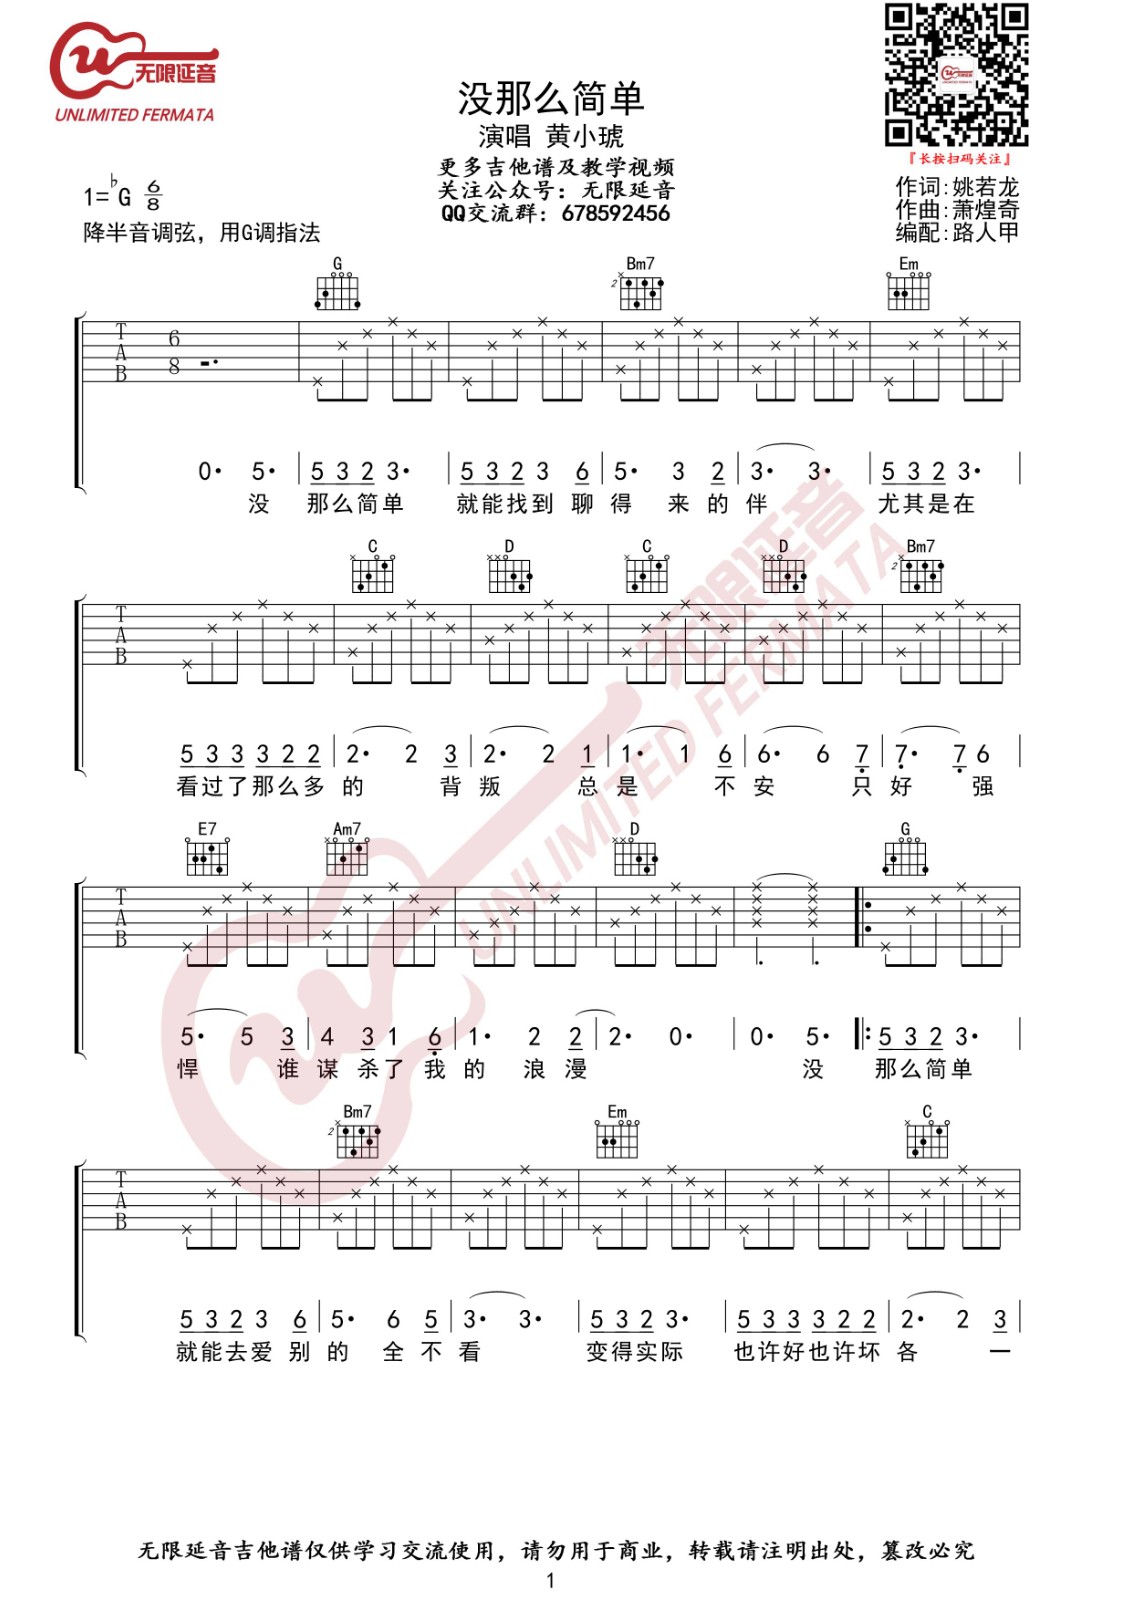 无限延音
UNLIMITED FERMATA
没那么简单
演唱 黄小琥
更多吉他谱及教学视频
关注公众号：无限延音
QQ交流群：678592456
『长按扫码关注』
1=♭G 6/8
降半音调弦，用G调指法
作词:姚若龙
作曲:萧煌奇
编配:路人甲
G Bm7 Em
2
T A B 6 8
0· 5· | 5 3 2 3· | 5 3 2 3 6 | 5· 3 2 | 3· 3· | 5 3 2 3·
没 那么简单 就能找到 聊得 来的伴 尤其是在
C D C D Bm7
2
T A B
5 3 3 3 2 2 | 2· 2 3 | 2· 2 1 | 1· 1 6 | 6· 6 7 | 7· 7 6
看过了那么多的 背叛 总是 不安 只好 强
E7 Am7 D G
T A B
5· 5 3 | 4 3 1 6 | 1· 2 2 | 2· 0· | 0· 5· |: 5 3 2 3·
悍 谁谋杀了我的 浪漫 没 那么简单
Bm7 Em C
2
T A B
5 3 2 3 6 | 5· 6 5 | 3· 3· | 5 3 2 3· | 5 3 3 3 2 2 | 2· 2 3
就能去爱 别的 全不看 变得实际 也许好也许坏各 一
无限延音
UNLIMITED FERMATA
无限延音吉他谱仅供学习交流使用，请勿用于商业，转载请注明出处，篡改必究
1